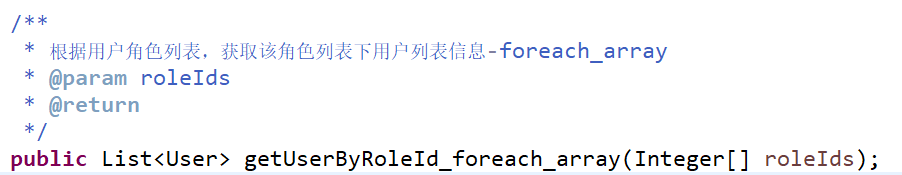 /**
 * 根据用户角色列表，获取该角色列表下用户列表信息-foreach_array
 * @param roleIds
 * @return
 */
public List<User> getUserByRoleId_foreach_array(Integer[] roleIds);